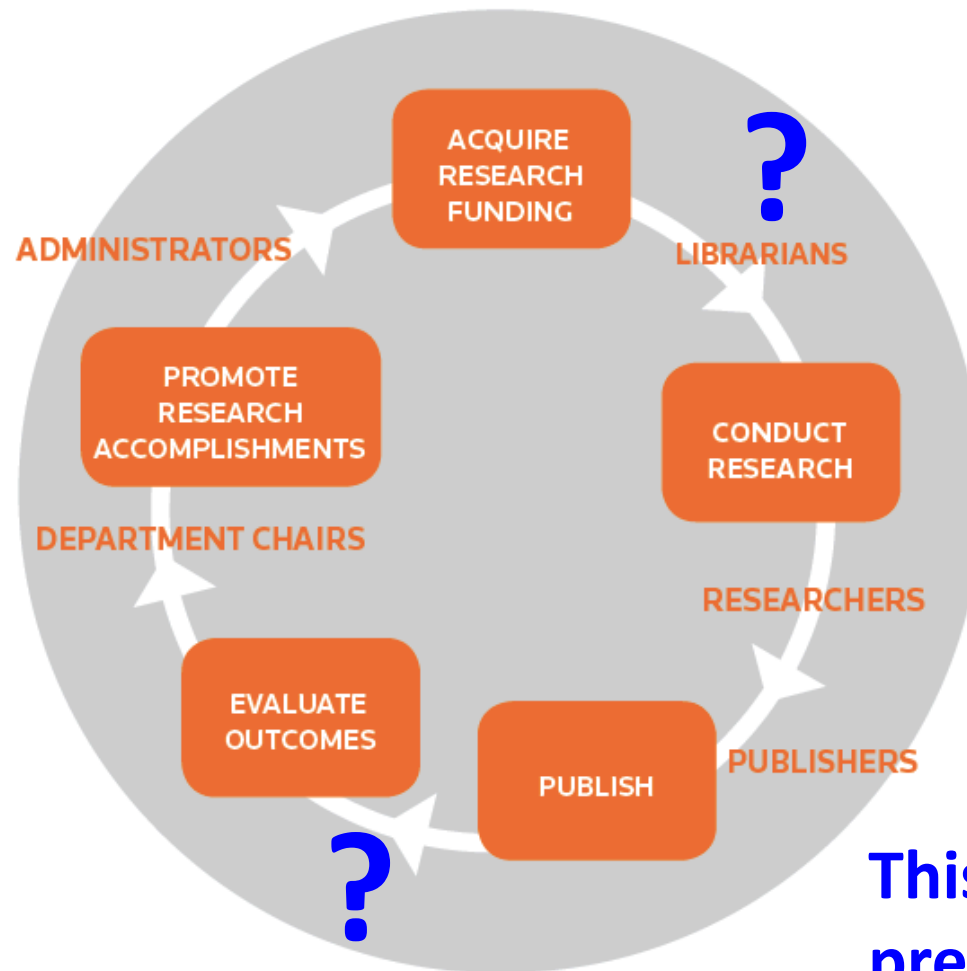 ACQUIRE
RESEARCH
FUNDING
?
LIBRARIANS
ADMINISTRATORS
PROMOTE
RESEARCH
ACCOMPLISHMENTS
CONDUCT
RESEARCH
DEPARTMENT CHAIRS
RESEARCHERS
EVALUATE
OUTCOMES
PUBLISH
PUBLISHERS
?